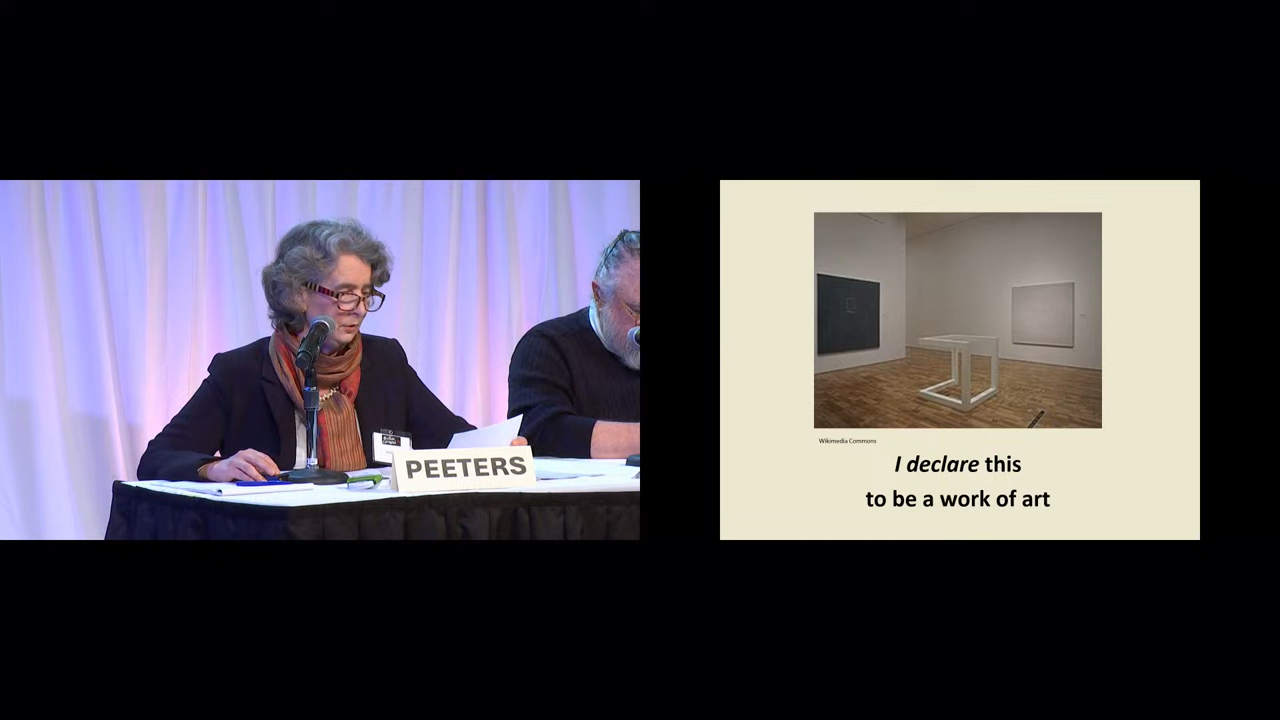 PEETERS
Wikimedia Commons
I declare this
to be a work of art